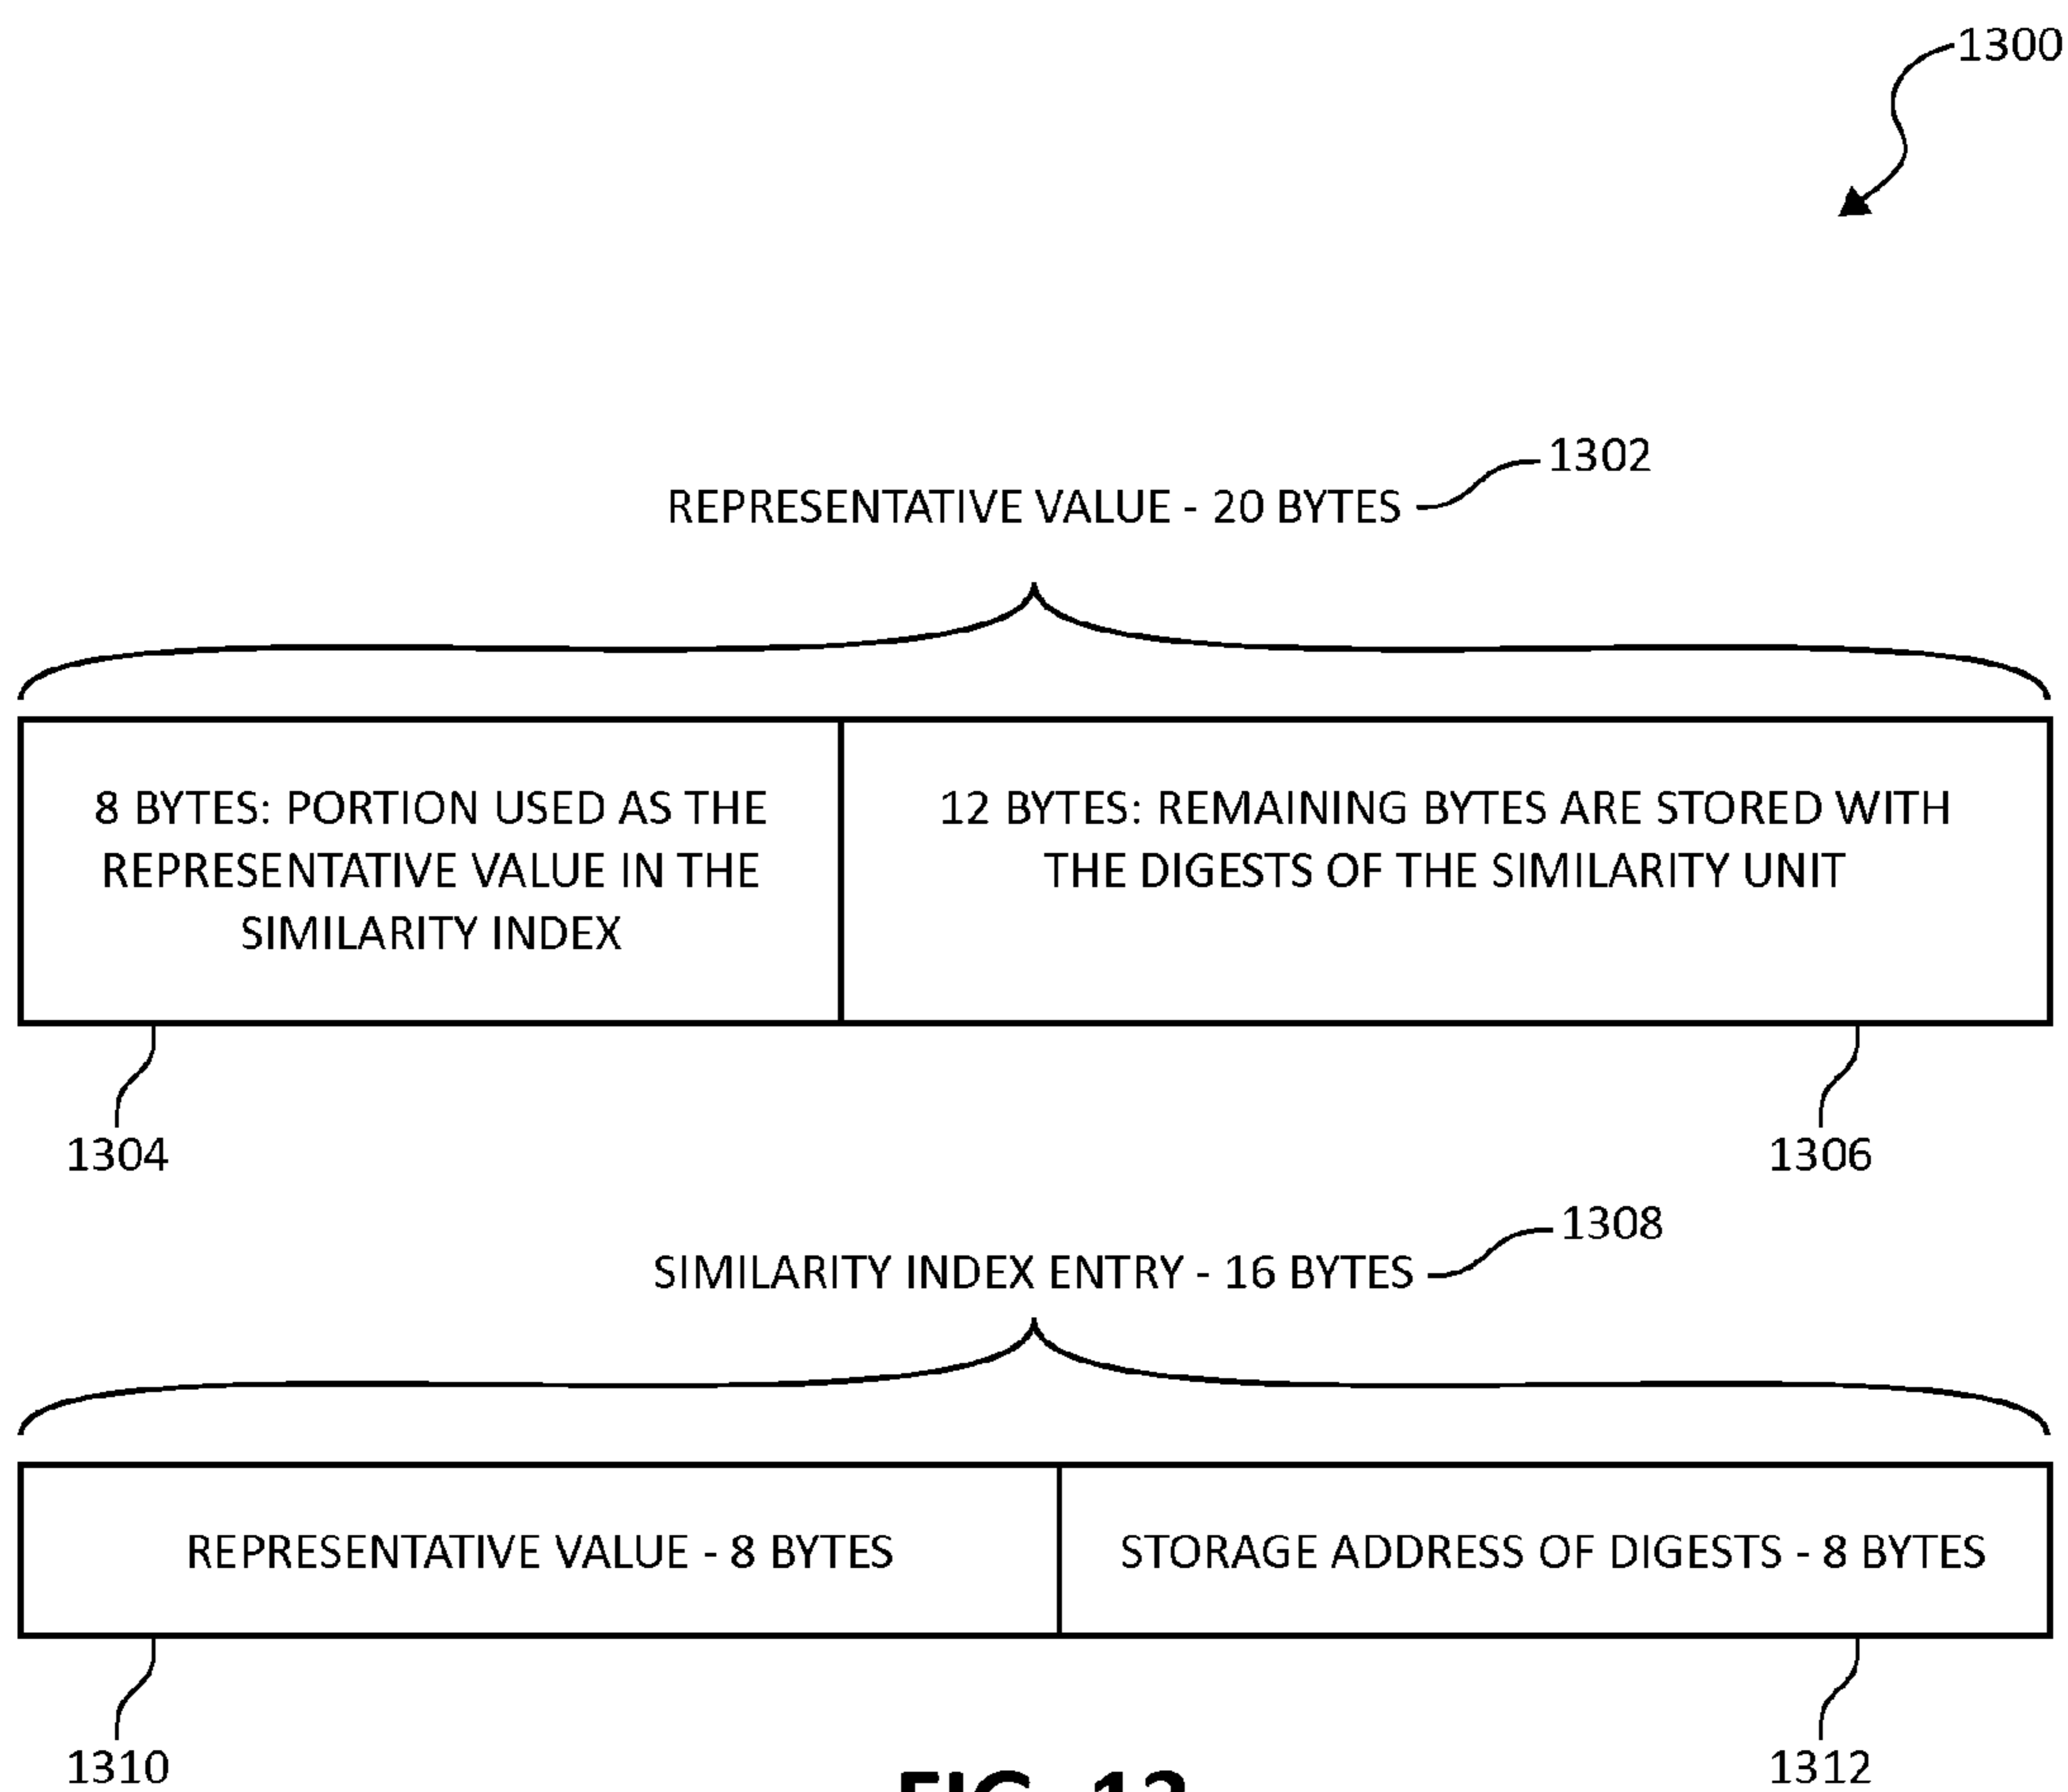 1300
1302
REPRESENTATIVE VALUE - 20 BYTES
8 BYTES: PORTION USED AS THE
REPRESENTATIVE VALUE IN THE
SIMILARITY INDEX
12 BYTES: REMAINING BYTES ARE STORED WITH
THE DIGESTS OF THE SIMILARITY UNIT
1304
1306
1308
SIMILARITY INDEX ENTRY - 16 BYTES
REPRESENTATIVE VALUE - 8 BYTES
STORAGE ADDRESS OF DIGESTS - 8 BYTES
1310
1312
FIG. 13